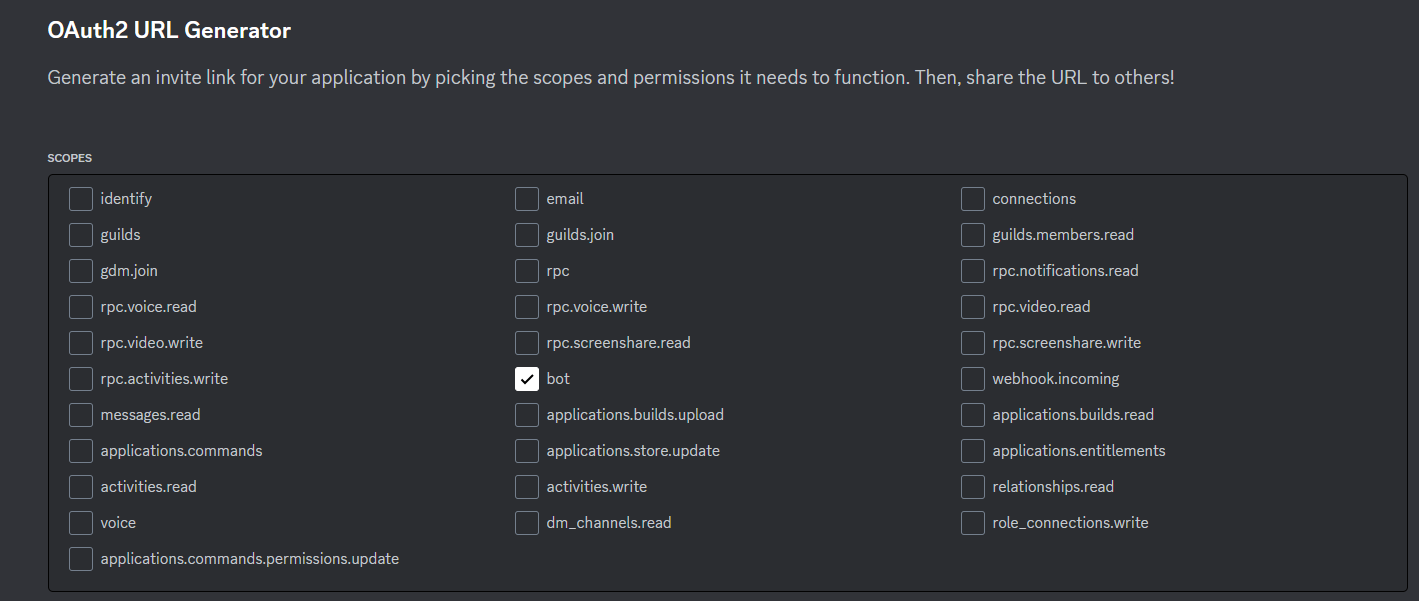 OAuth2 URL Generator
Generate an invite link for your application by picking the scopes and permissions it needs to function. Then, share the URL to others!
SCOPES
identify email connections
guilds guilds.join guilds.members.read
gdm.join rpc rpc.notifications.read
rpc.voice.read rpc.voice.write rpc.video.read
rpc.video.write rpc.screenshare.read rpc.screenshare.write
rpc.activities.write bot webhook.incoming
messages.read applications.builds.upload applications.builds.read
applications.commands applications.store.update applications.entitlements
activities.read activities.write relationships.read
voice dm_channels.read role_connections.write
applications.commands.permissions.update